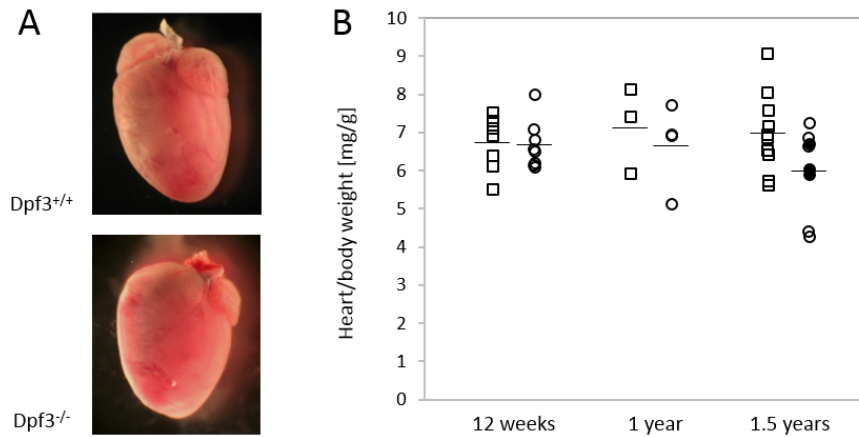 A
Dpf3+/+
Dpf3-/-
B
Heart/body weight [mg/g]
10
9
8
7
6
5
4
3
2
1
0
12 weeks
1 year
1.5 years